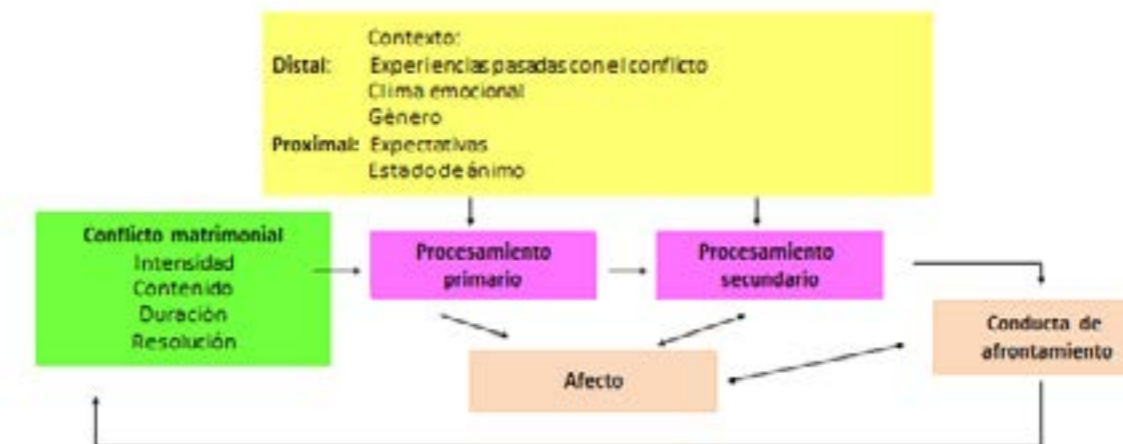 Contexto:
Distal: Experiencias pasadas con el conflicto
Clima emocional
Género
Proximal: Expectativas
Estado de ánimo
Conflicto matrimonial
Intensidad
Contenido
Duración
Resolución
Procesamiento
primario
Procesamiento
secundario
Afecto
Conducta de
afrontamiento